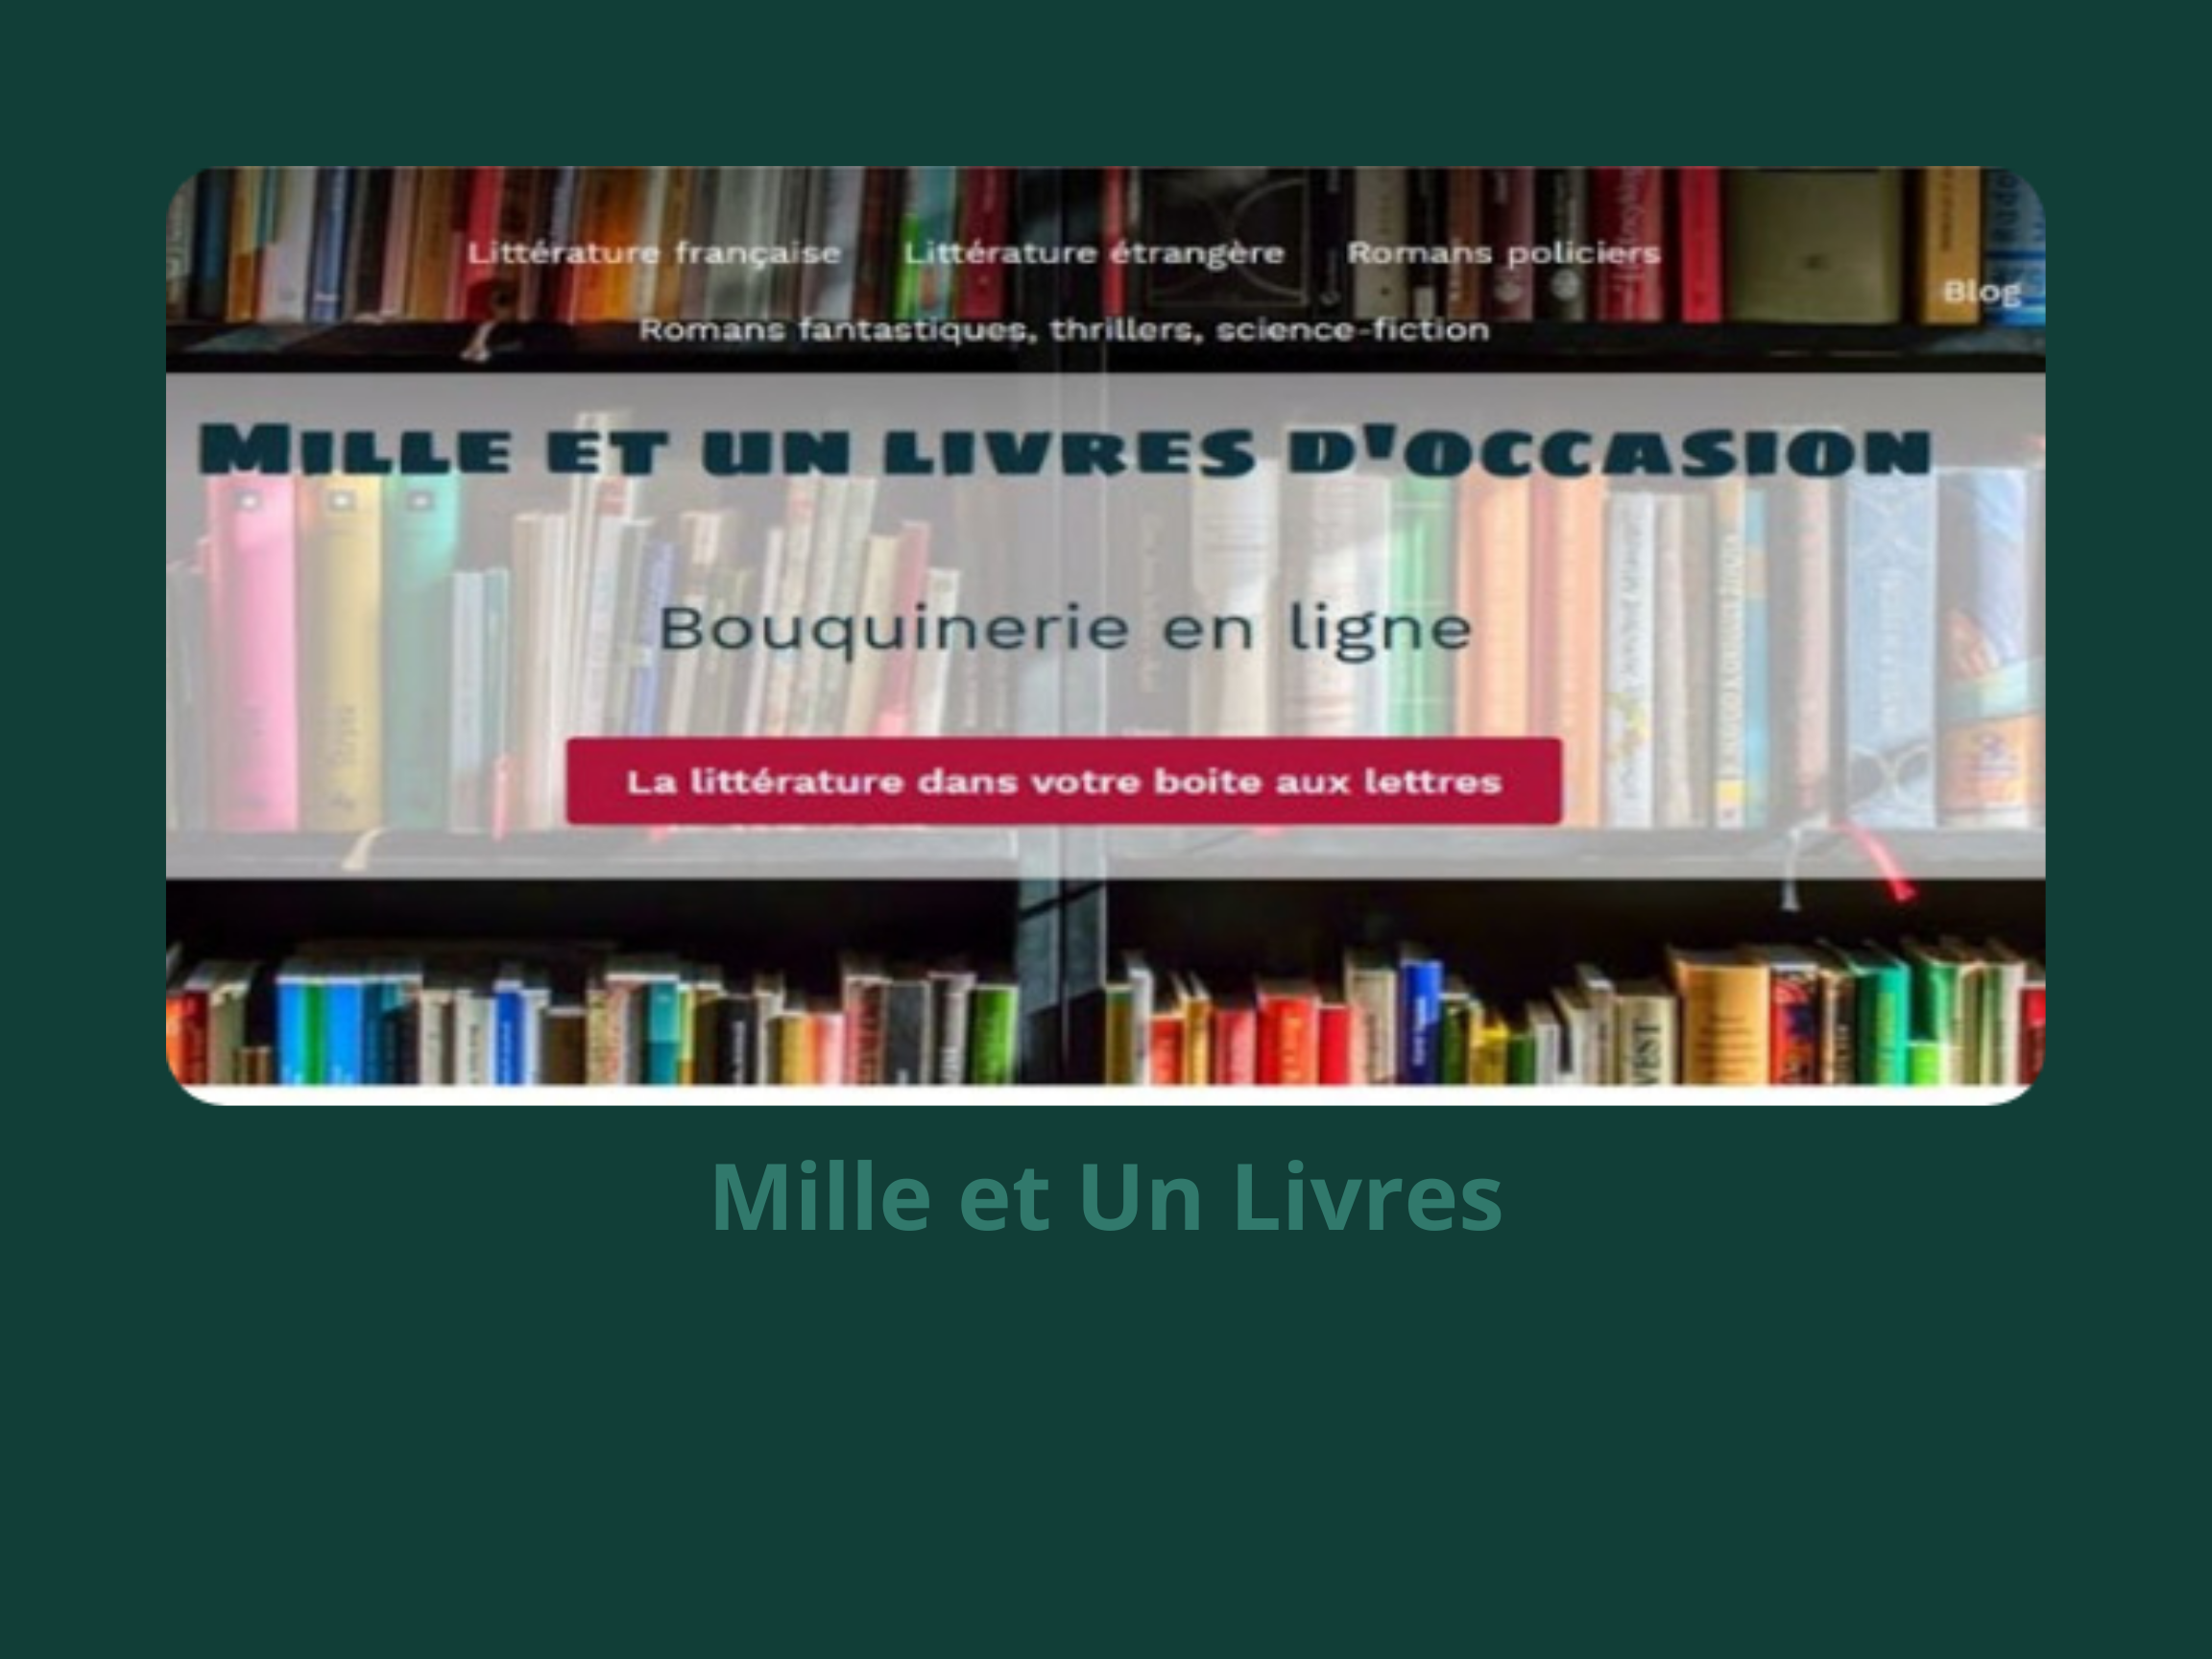 Littérature française Littérature étrangère Romans policiers
Blog
Romans fantastiques, thrillers, science-fiction
MILLE ET UN LIVRES D'OCCASION
Bouquinerie en ligne
La littérature dans votre boite aux lettres
Mille et Un Livres